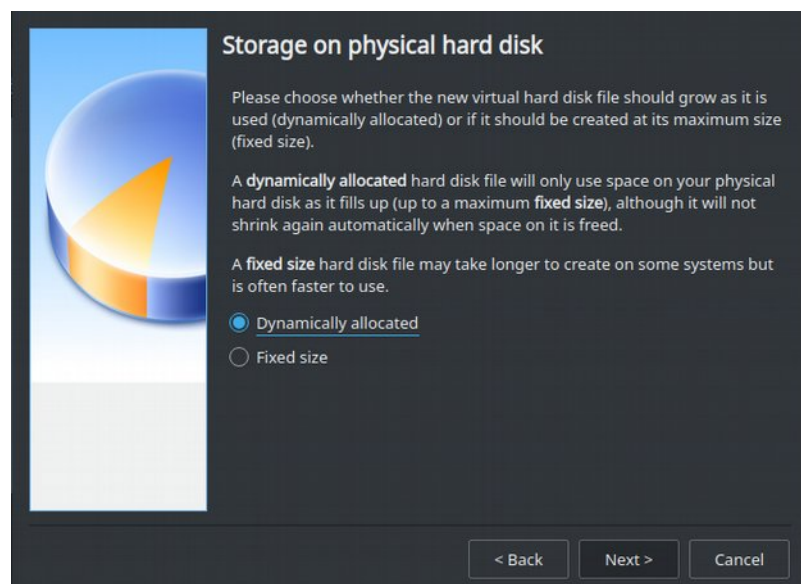 Storage on physical hard disk
Please choose whether the new virtual hard disk file should grow as it is
used (dynamically allocated) or if it should be created at its maximum size
(fixed size).
A dynamically allocated hard disk file will only use space on your physical
hard disk as it fills up (up to a maximum fixed size), although it will not
shrink again automatically when space on it is freed.
A fixed size hard disk file may take longer to create on some systems but
is often faster to use.
Dynamically allocated
Fixed size
< Back
Next >
Cancel